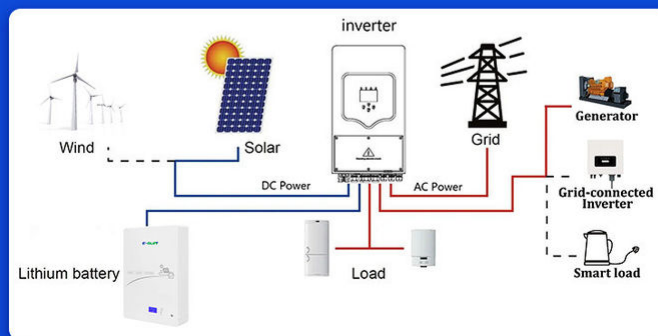 inverter
Wind
Solar
Grid
Generator
DC Power
AC Power
Grid-connected
Inverter
Lithium battery
Load
Smart load